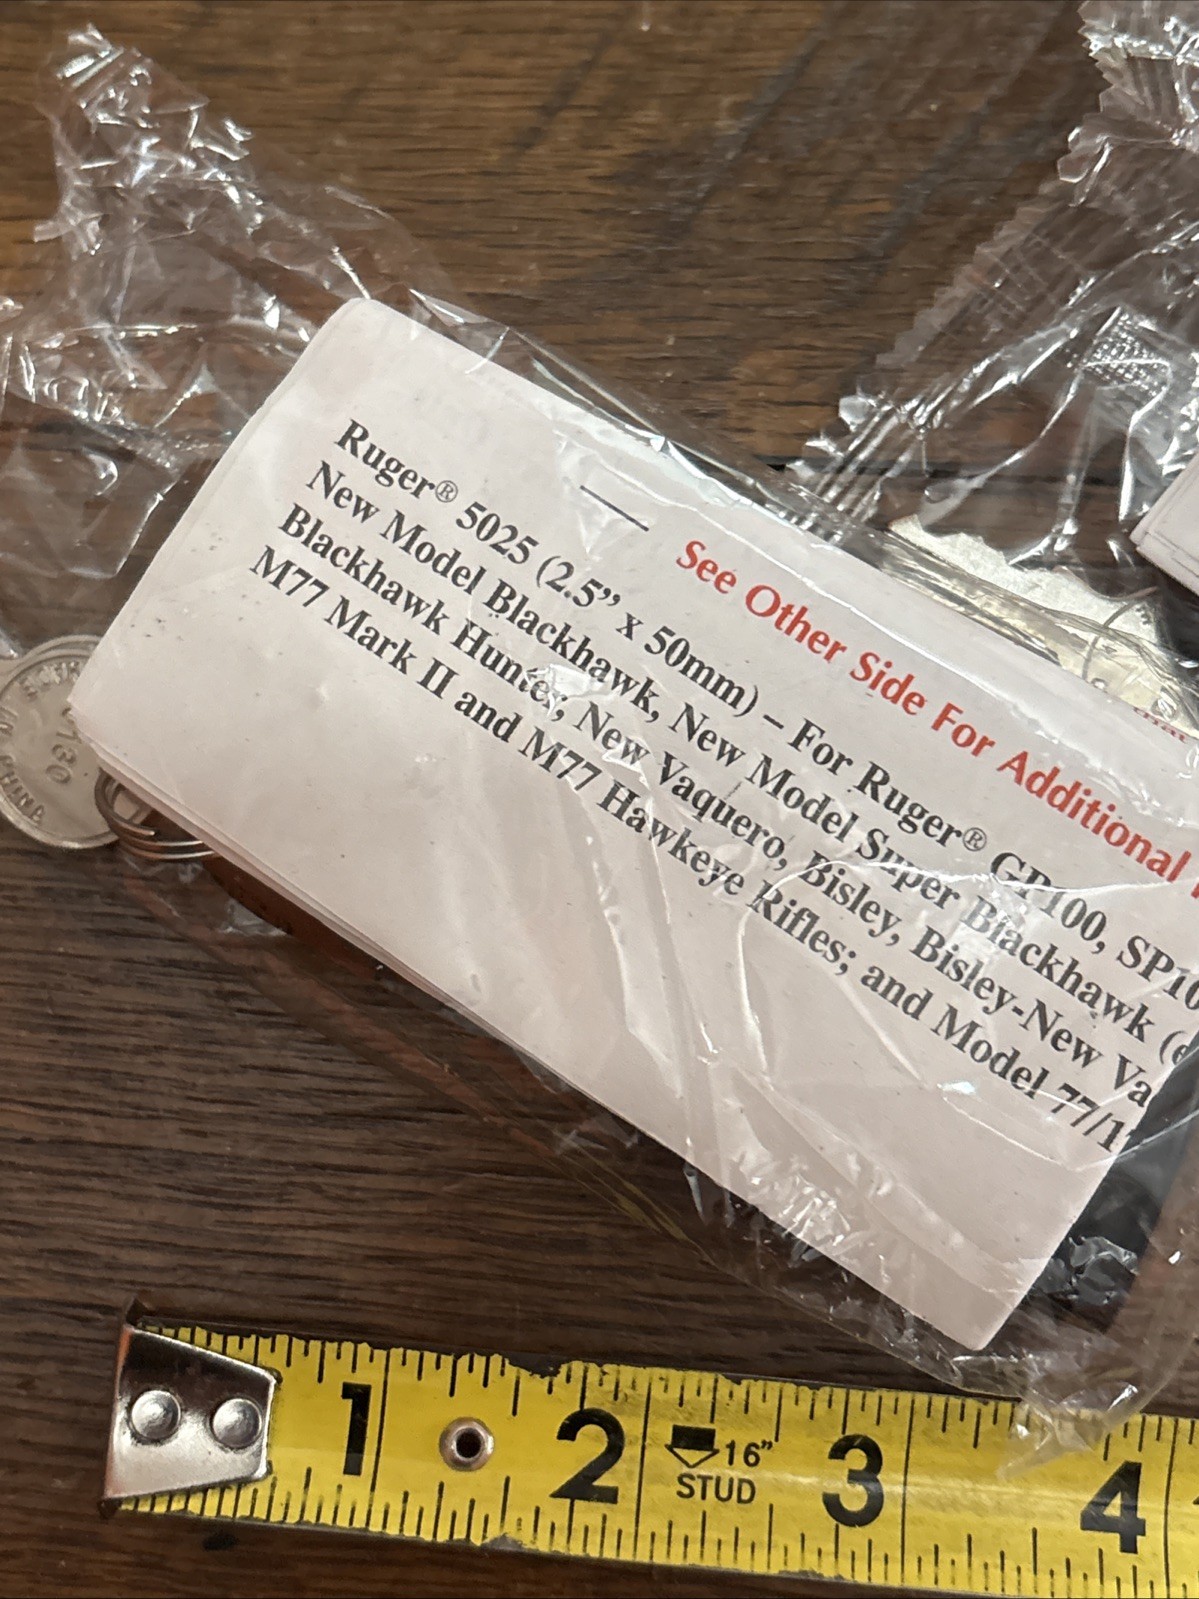 See Other Side For Additional
Ruger® 5025 (2.5” x 50mm) – For Ruger® GP100, SP10
New Model Blackhawk, New Model Super Blackhawk (e
Blackhawk Hunter, New Vaquero, Bisley, Bisley-New Va
M77 Mark II and M77 Hawkeye Rifles; and Model 77/17
CHINA
1 2 16” 3 4
STUD